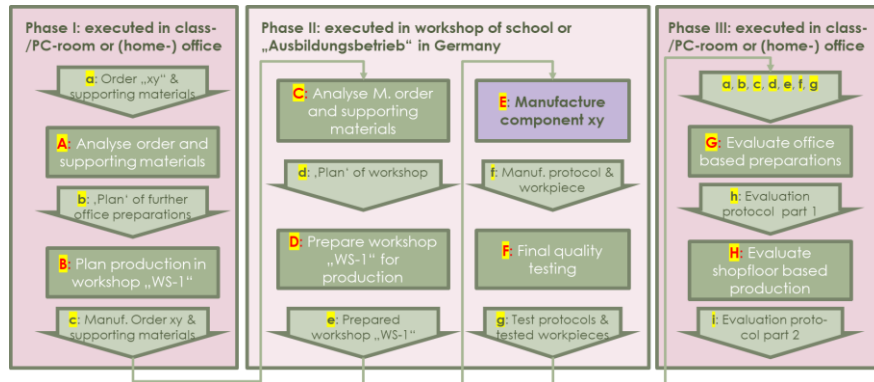 Phase I: executed in class-
/PC-room or (home-) office
a: Order „xy“ &
supporting materials
A: Analyse order and
supporting materials
b: ‚Plan‘ of further
office preparations
B: Plan production in
workshop „WS-1“
c: Manuf. Order xy &
supporting materials
Phase II: executed in workshop of school or
„Ausbildungsbetrieb“ in Germany
C: Analyse M. order
and supporting
materials
d: ‚Plan‘ of workshop
D: Prepare workshop
„WS-1“ for
production
e: Prepared
workshop „WS-1“
E: Manufacture
component xy
f: Manuf. protocol &
workpiece
F: Final quality
testing
g: Test protocols &
tested workpieces
Phase III: executed in class-
/PC-room or (home-) office
a, b, c, d, e, f, g
G: Evaluate office
based preparations
h: Evaluation
protocol part 1
H: Evaluate
shopfloor based
production
i: Evaluation proto-
col part 2